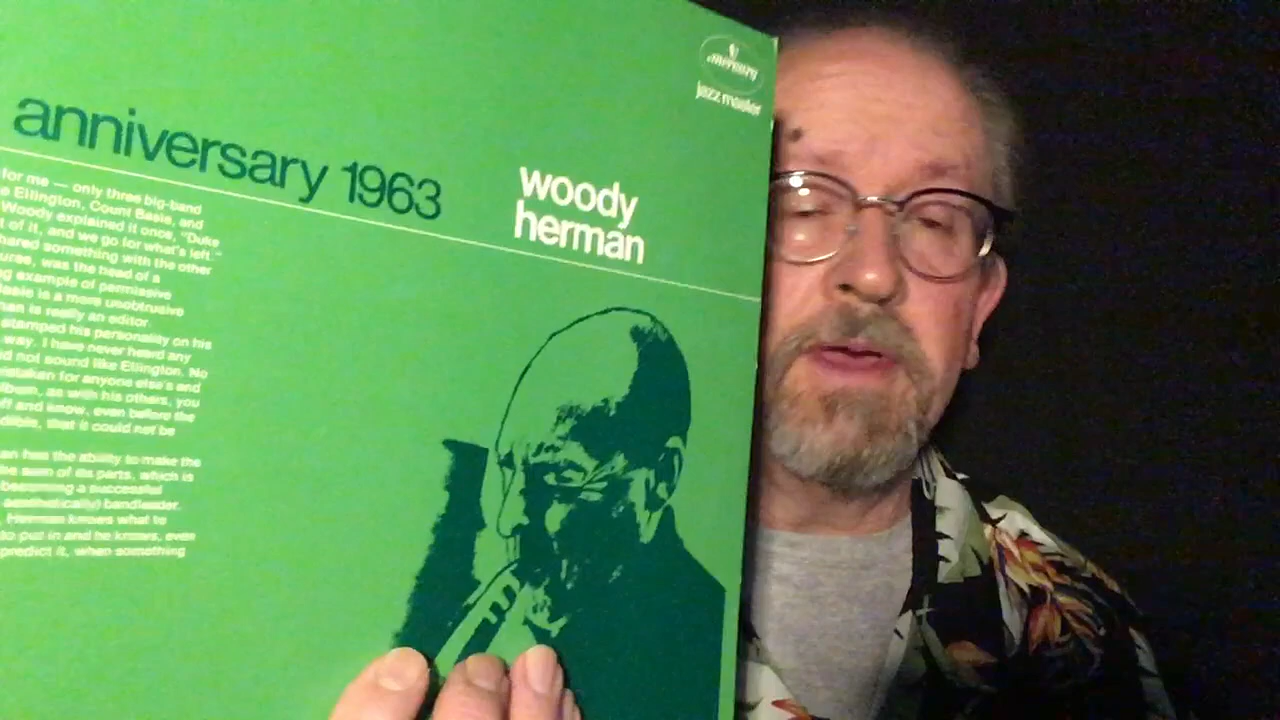 mercury
jazz master
anniversary 1963
woody
herman
for me — only three big-band
e Ellington, Count Basie, and
Woody explained it once, "Duke
t of it, and we go for what's left."
hared something with the other
urse, was the head of a
ng example of permissive
Basie is a more unobtrusive
man is really an editor.
stamped his personality on his
way. I have never heard any
id not sound like Ellington. No
istaken for anyone else's and
lbum, as with his others, you
ff and know, even before the
dible, that it could not be
an has the ability to make the
he sum of its parts, which is
becoming a successful
aesthetically) bandleader.
Herman knows what to
to put in and he knows, even
predict it, when something